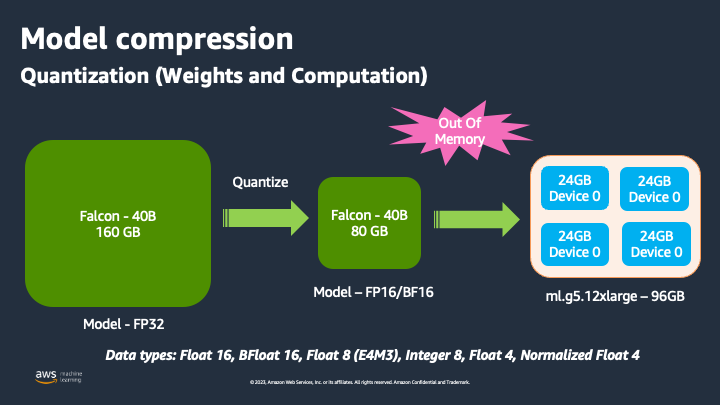 Model compression
Quantization (Weights and Computation)
Out Of
Memory
Quantize
Falcon - 40B
160 GB
Falcon - 40B
80 GB
24GB
Device 0
24GB
Device 0
24GB
Device 0
24GB
Device 0
Model - FP32
Model – FP16/BF16
ml.g5.12xlarge – 96GB
Data types: Float 16, BFloat 16, Float 8 (E4M3), Integer 8, Float 4, Normalized Float 4
aws machine
learning
© 2023, Amazon Web Services, Inc. or its affiliates. All rights reserved. Amazon Confidential and Trademark.